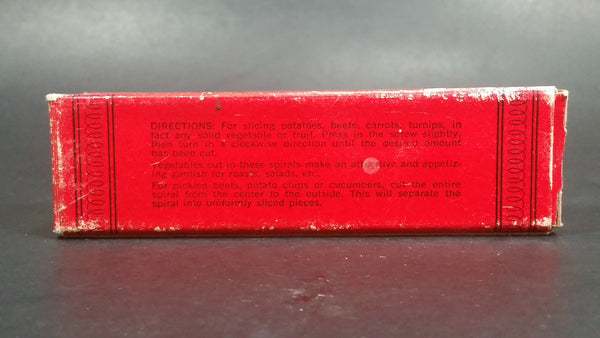 DIRECTIONS: For slicing potatoes, beets, carrots, turnips, in
fact any solid vegetable or fruit. Press in the screw slightly,
then turn in a clockwise direction until the desired amount
has been cut.
Vegetables cut in these spirals make an attractive and appetiz-
ing garnish for roasts, salads, etc.
For pickled beets, potato chips or cucumbers, cut the entire
spiral from the center to the outside. This will separate the
spiral into uniformly sliced pieces.